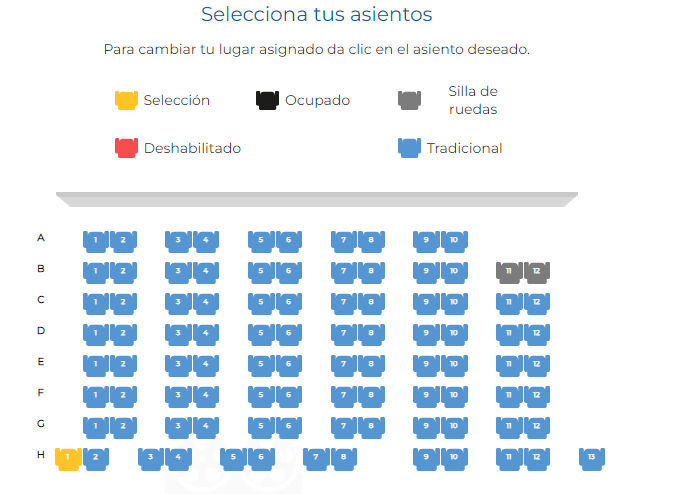 Selecciona tus asientos
Para cambiar tu lugar asignado da clic en el asiento deseado.
Selección Ocupado Silla de
ruedas
Deshabilitado Tradicional
A 1 2 3 4 5 6 7 8 9 10
B 1 2 3 4 5 6 7 8 9 10 11 12
C 1 2 3 4 5 6 7 8 9 10 11 12
D 1 2 3 4 5 6 7 8 9 10 11 12
E 1 2 3 4 5 6 7 8 9 10 11 12
F 1 2 3 4 5 6 7 8 9 10 11 12
G 1 2 3 4 5 6 7 8 9 10 11 12
H 1 2 3 4 5 6 7 8 9 10 11 12 13